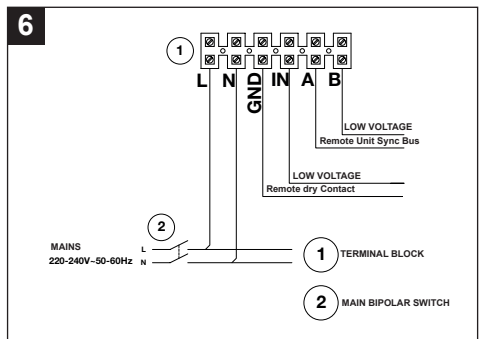 6
1
L N GND IN A B
LOW VOLTAGE
Remote Unit Sync Bus
LOW VOLTAGE
Remote dry Contact
2
MAINS
220-240V~50-60Hz
L
N
1 TERMINAL BLOCK
2 MAIN BIPOLAR SWITCH